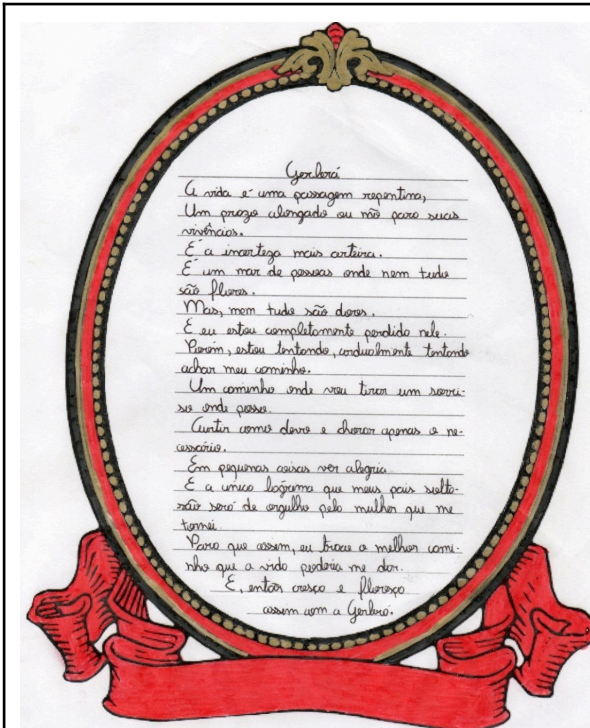 Gerberá
A vida é uma passagem repentina,
Um prazo alongado ou não para suas
vivências.
E a incerteza mais arteira.
É um mar de pessoas onde nem tudo
são flores.
Mas, nem tudo são dores.
E eu estou completamente perdido nele.
Porém, estou tentando, cordualmente tentando
achar meu caminho.
Um caminho onde vou tirar um sorri-
so onde posso.
Curtir como devo e chorar apenas o ne-
cessário.
Em pequenas coisas ver alegria.
E a única lágrima que meus pais solta-
rão será de orgulho pela mulher que me
tornei.
Para que assim, eu trace o melhor cami-
nho que a vida poderia me dar.
E, então cresço e floresço
assim com a Gerberá.